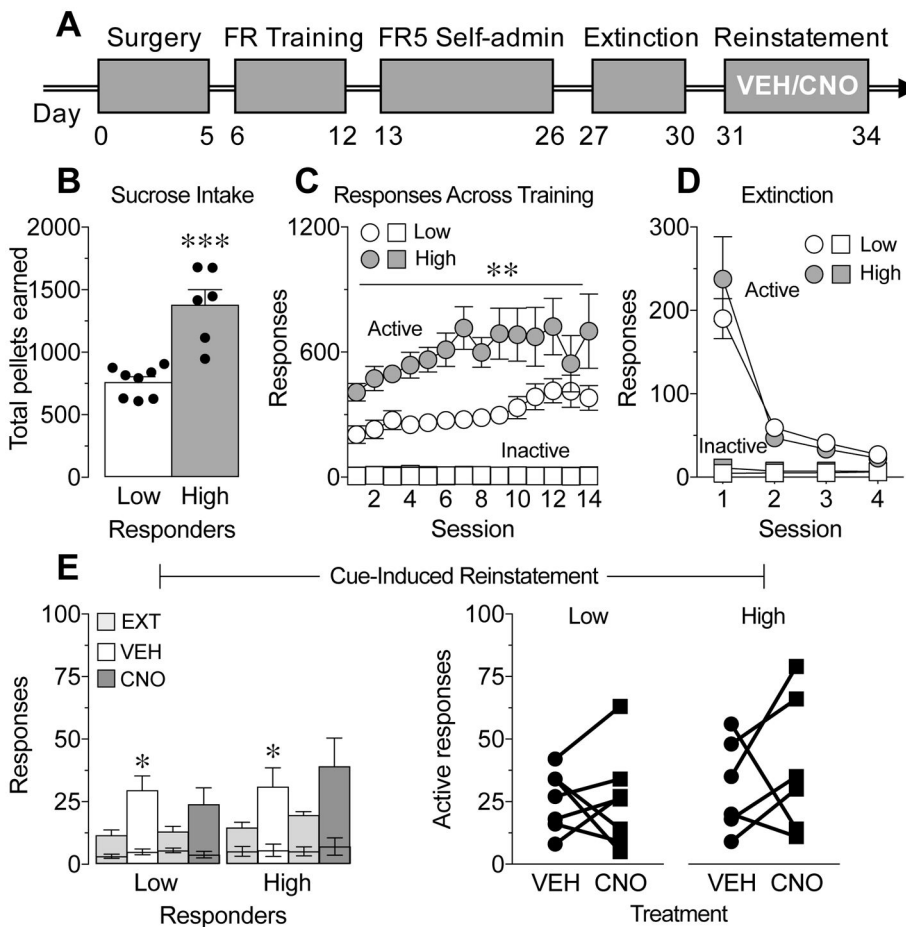 A
Surgery FR Training FR5 Self-admin Extinction Reinstatement
VEH/CNO
Day
0 5 6 12 13 26 27 30 31 34
B Sucrose Intake
Total pellets earned
2000
1500
1000
500
0
***
Low High
Responders
C Responses Across Training
Responses
1200
600
0
Low
High
**
Active
Inactive
2 4 6 8 10 12 14
Session
D Extinction
Responses
300
200
100
0
Low
High
Active
Inactive
1 2 3 4
Session
E
Cue-Induced Reinstatement
Responses
100
75
50
25
0
EXT
VEH
CNO
* *
Low High
Responders
Active responses
100
75
50
25
0
Low High
VEH CNO VEH CNO
Treatment